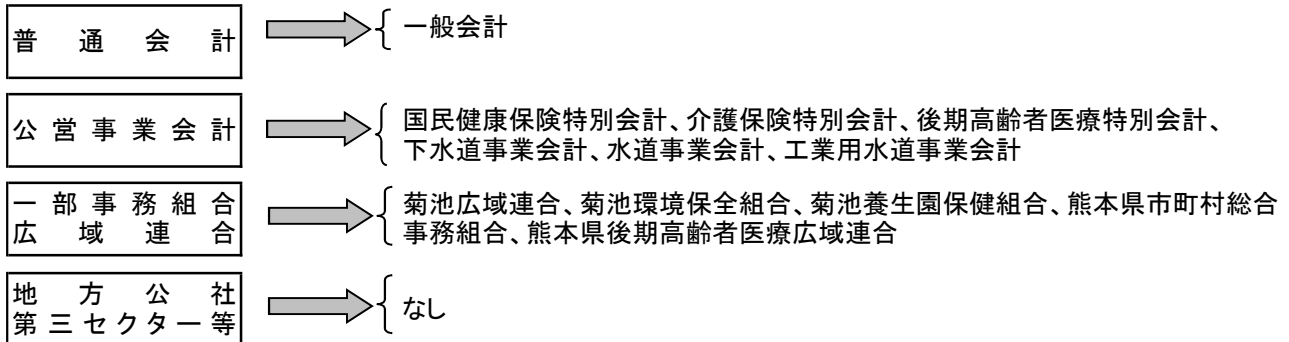 普通会計
一般会計
公営事業会計
国民健康保険特別会計、介護保険特別会計、後期高齢者医療特別会計、
下水道事業会計、水道事業会計、工業用水道事業会計
一部事務組合
広域連合
菊池広域連合、菊池環境保全組合、菊池養生園保健組合、熊本県市町村総合
事務組合、熊本県後期高齢者医療広域連合
地方公社
第三セクター等
なし